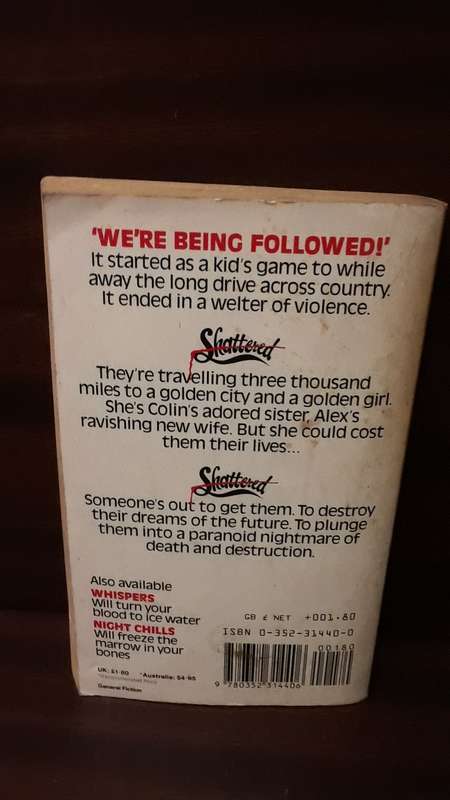 'WE'RE BEING FOLLOWED!'
It started as a kid's game to while
away the long drive across country.
It ended in a welter of violence.
Shattered
They're travelling three thousand
miles to a golden city and a golden girl.
She's Colin's adored sister, Alex's
ravishing new wife. But she could cost
them their lives...
Shattered
Someone's out to get them. To destroy
their dreams of the future. To plunge
them into a paranoid nightmare of
death and destruction.
Also available
WHISPERS
Will turn your
blood to ice water
NIGHT CHILLS
Will freeze the
marrow in your
bones
UK: £1·80 *Australia: $4·95
General Fiction
GB £ NET +001.80
ISBN 0-352-31440-0
00180
9 780352 314406